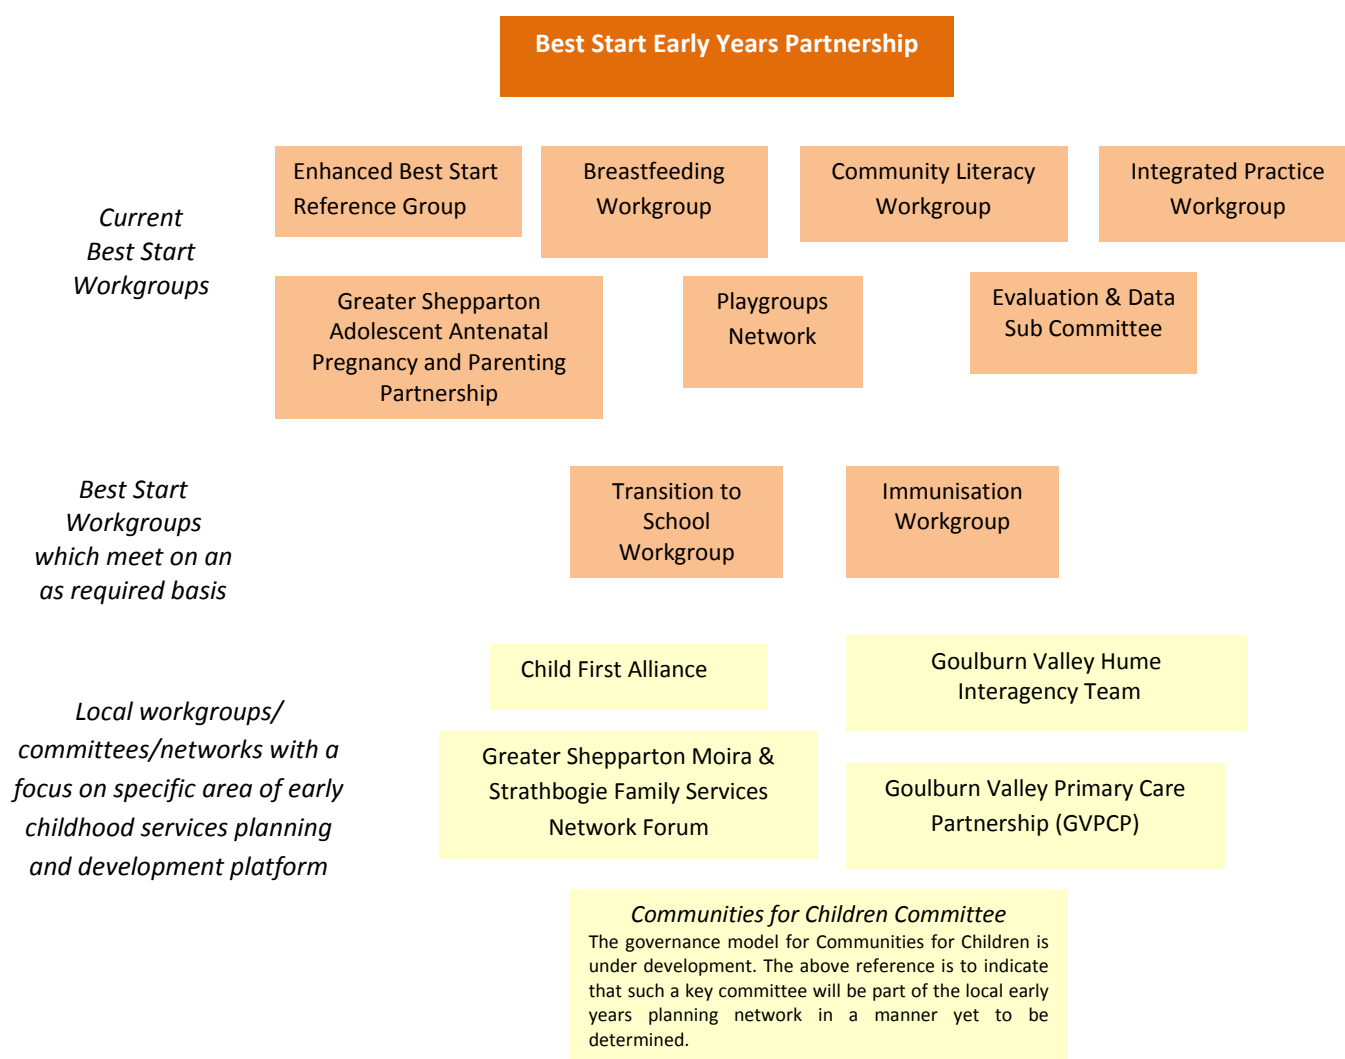 Best Start Early Years Partnership
Current
Best Start
Workgroups
Enhanced Best Start
Reference Group
Breastfeeding
Workgroup
Community Literacy
Workgroup
Integrated Practice
Workgroup
Greater Shepparton
Adolescent Antenatal
Pregnancy and Parenting
Partnership
Playgroups
Network
Evaluation & Data
Sub Committee
Best Start
Workgroups
which meet on an
as required basis
Transition to
School
Workgroup
Immunisation
Workgroup
Local workgroups/
committees/networks with a
focus on specific area of early
childhood services planning
and development platform
Child First Alliance
Goulburn Valley Hume
Interagency Team
Greater Shepparton Moira &
Strathbogie Family Services
Network Forum
Goulburn Valley Primary Care
Partnership (GVPCP)
Communities for Children Committee
The governance model for Communities for Children is
under development. The above reference is to indicate
that such a key committee will be part of the local early
years planning network in a manner yet to be
determined.